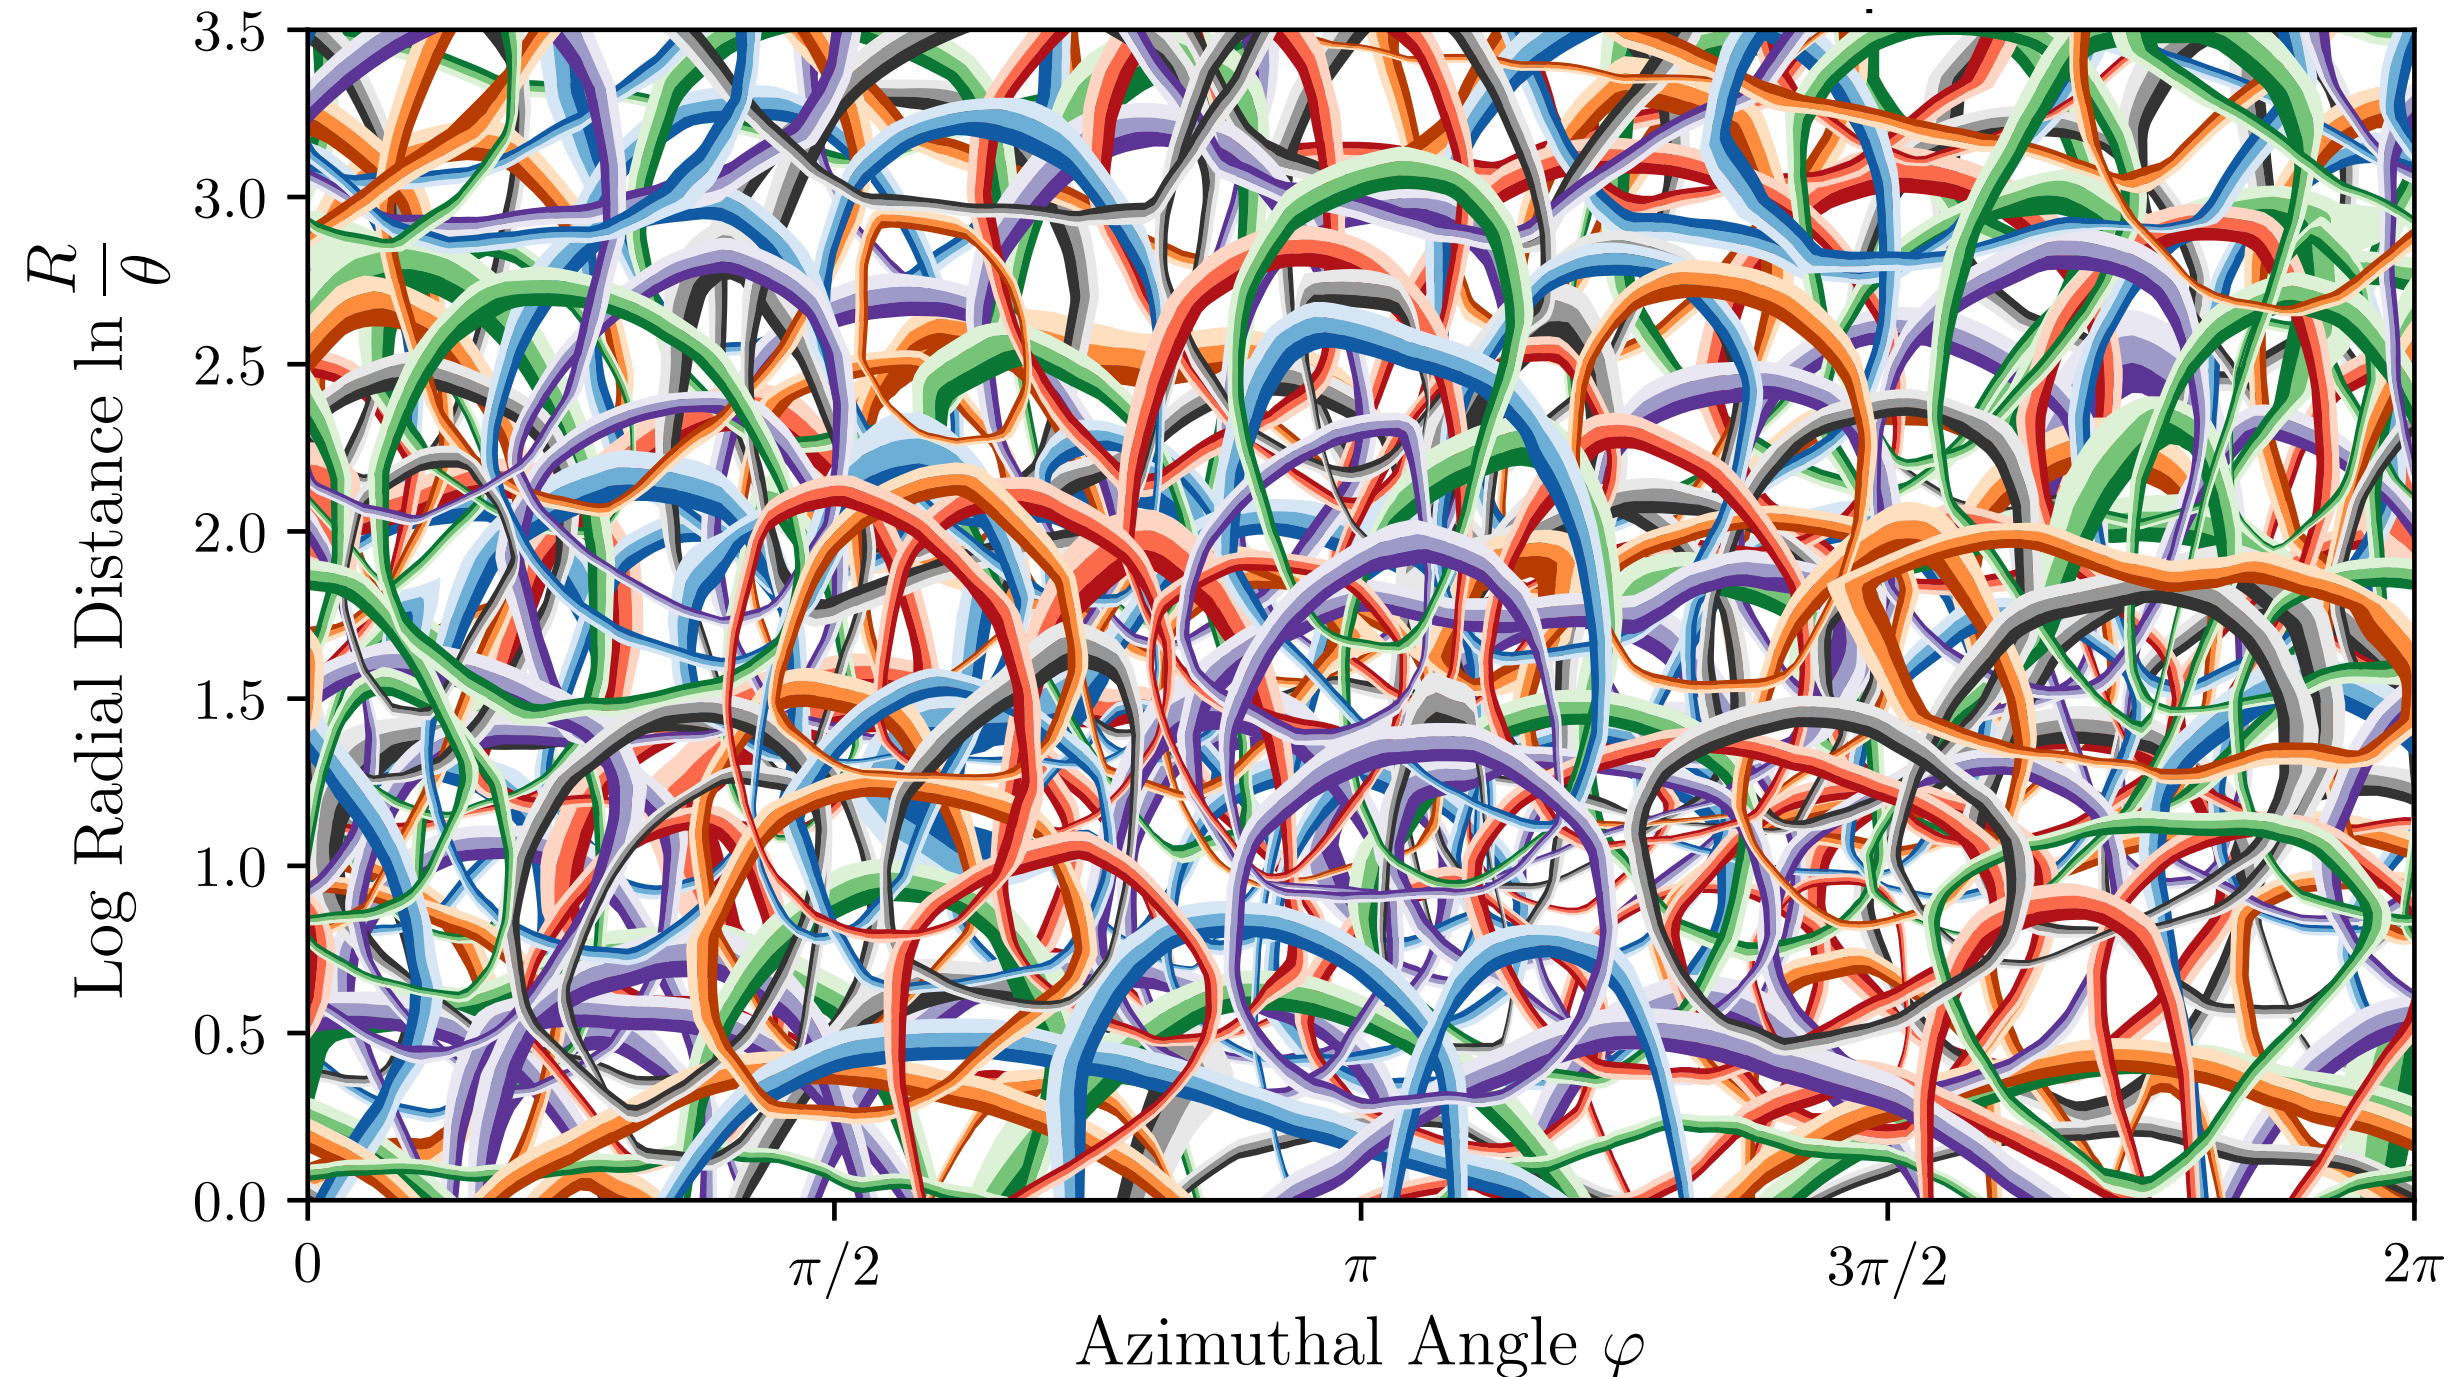 3.5
3.0
2.5
2.0
1.5
1.0
0.5
0.0
Log Radial Distance ln R/θ
0 π/2 π 3π/2 2π
Azimuthal Angle φ